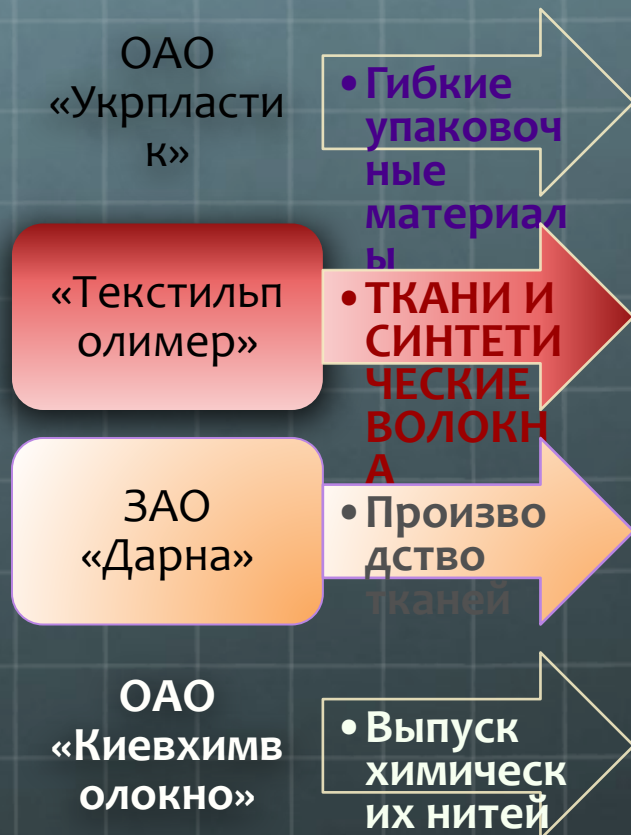 ОАО
«Укрпласти
к»
•Гибкие
упаковоч
ные
материал
ы
«Текстильп
олимер»
•ТКАНИ И
СИНТЕТИ
ЧЕСКИЕ
ВОЛОКН
А
ЗАО
«Дарна»
•Произво
дство
тканей
ОАО
«Киевхимв
олокно»
•Выпуск
химическ
их нитей